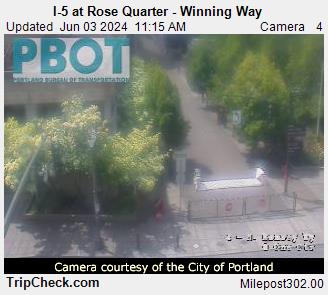 I-5 at Rose Quarter - Winning Way
Updated Jun 03 2024 11:15 AM Camera 4
PBOT
PORTLAND BUREAU OF TRANSPORTATION
Camera courtesy of the City of Portland
TripCheck.com Milepost302.00